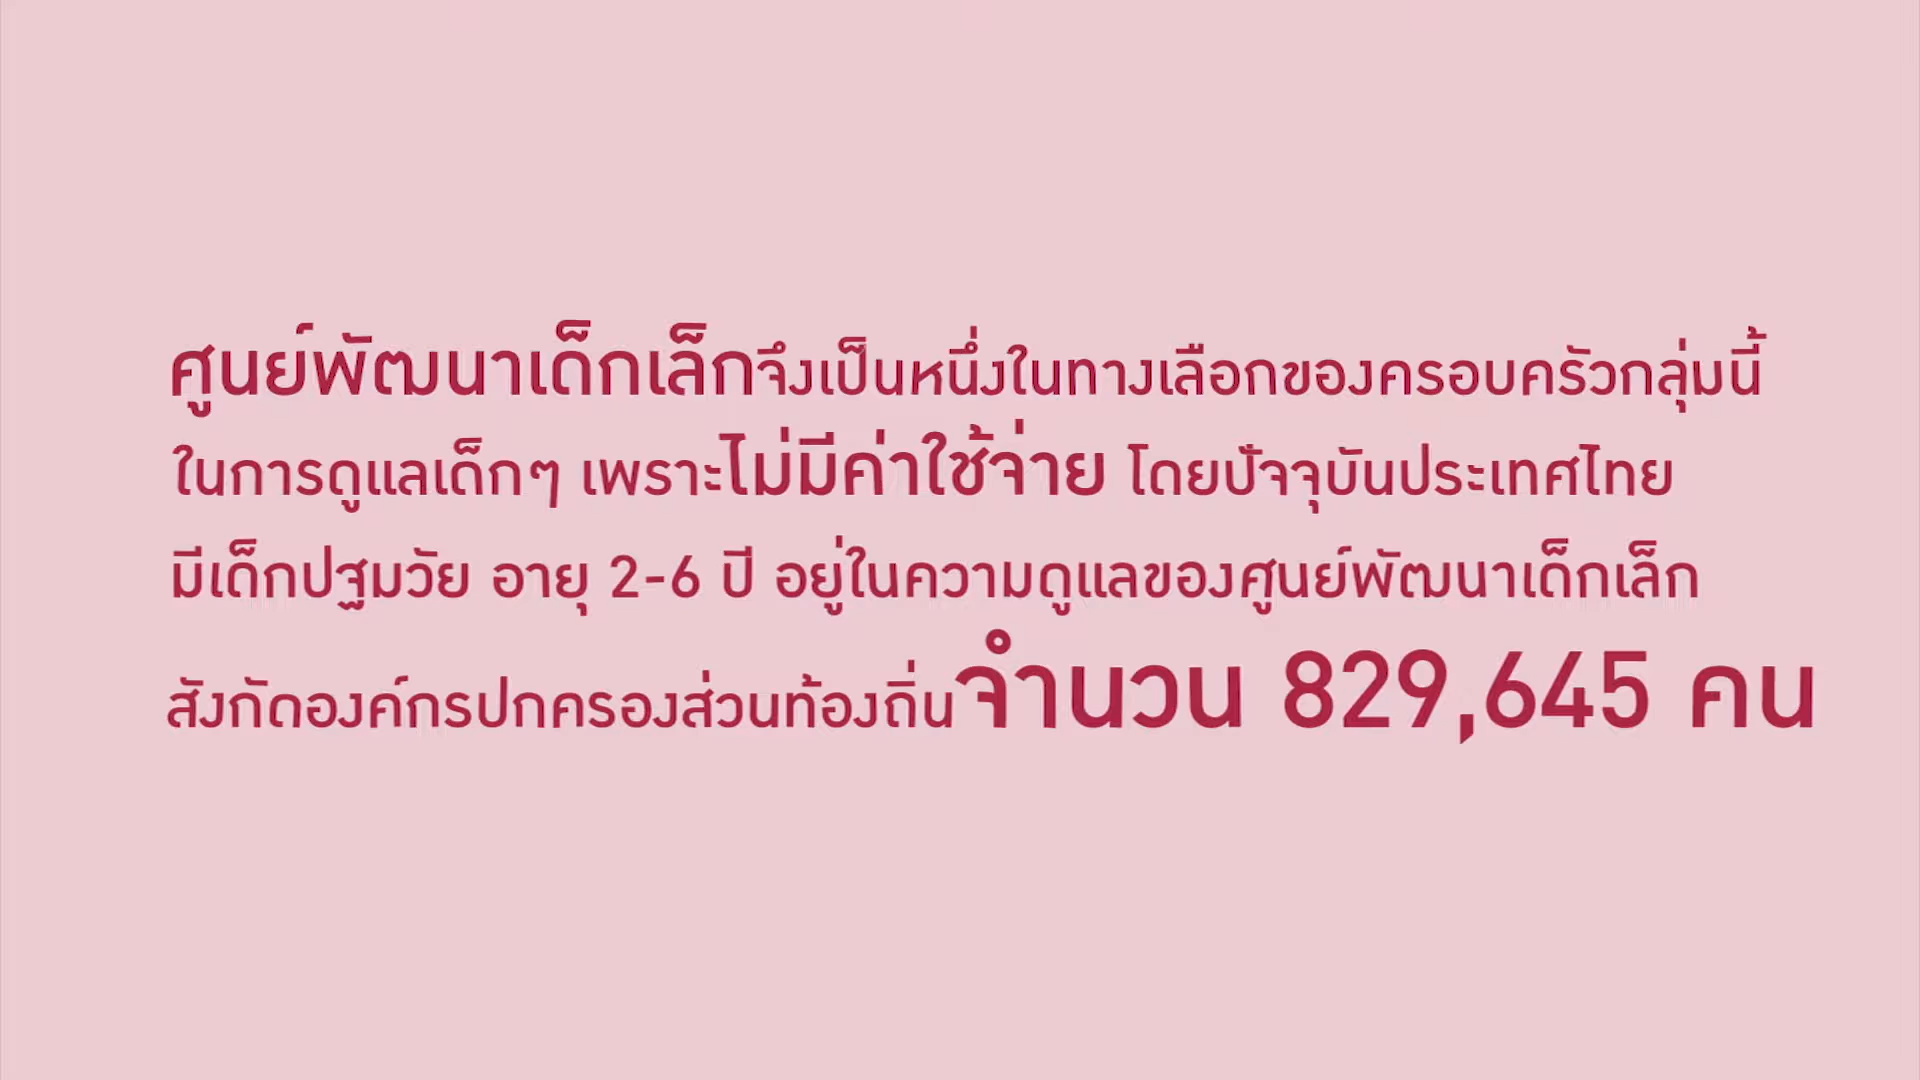 ศูนย์พัฒนาเด็กเล็กจึงเป็นหนึ่งในทางเลือกของครอบครัวกลุ่มนี้
ในการดูแลเด็กๆ เพราะไม่มีค่าใช้จ่าย โดยปัจจุบันประเทศไทย
มีเด็กปฐมวัย อายุ 2-6 ปี อยู่ในความดูแลของศูนย์พัฒนาเด็กเล็ก
สังกัดองค์กรปกครองส่วนท้องถิ่นจำนวน 829,645 คน